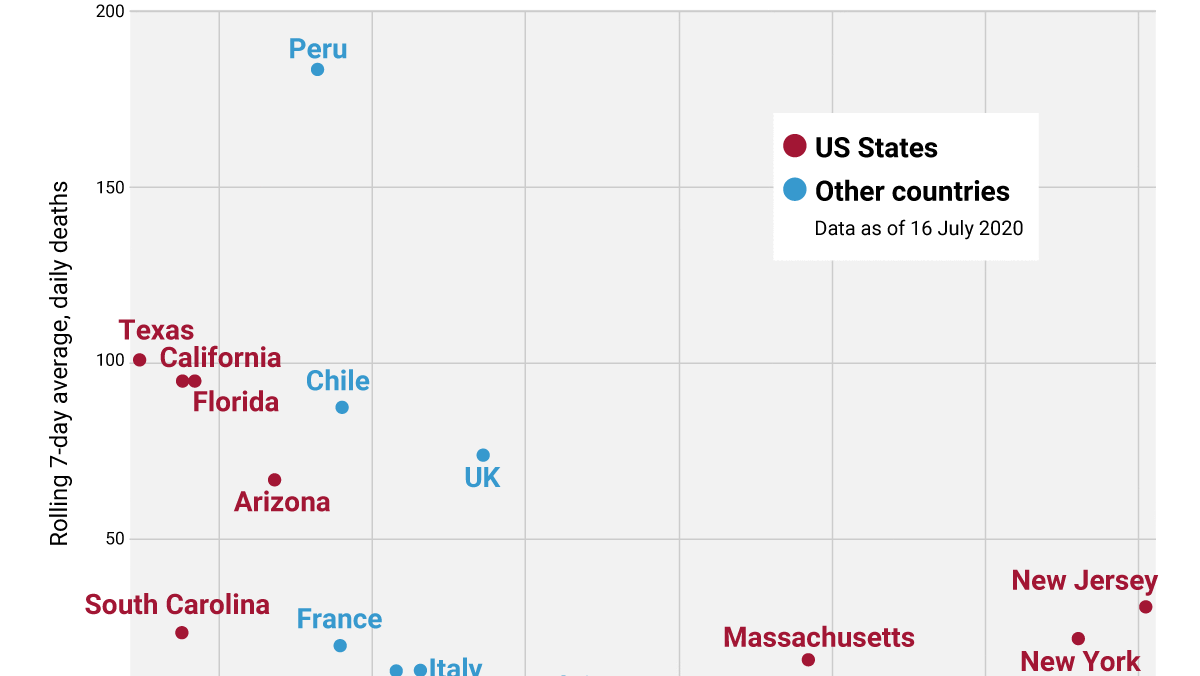 200
Peru
US States
Other countries
Data as of 16 July 2020
150
Rolling 7-day average, daily deaths
Texas
100
California
Chile
Florida
UK
Arizona
50
New Jersey
South Carolina
France
Massachusetts
New York
Italy